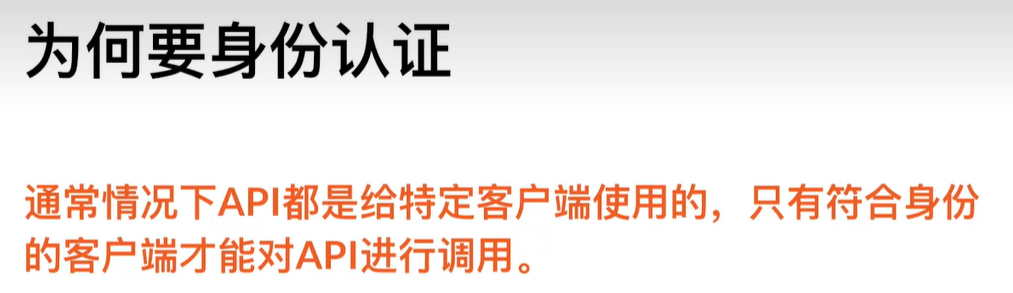 为何要身份认证
通常情况下API都是给特定客户端使用的，只有符合身份
的客户端才能对API进行调用。